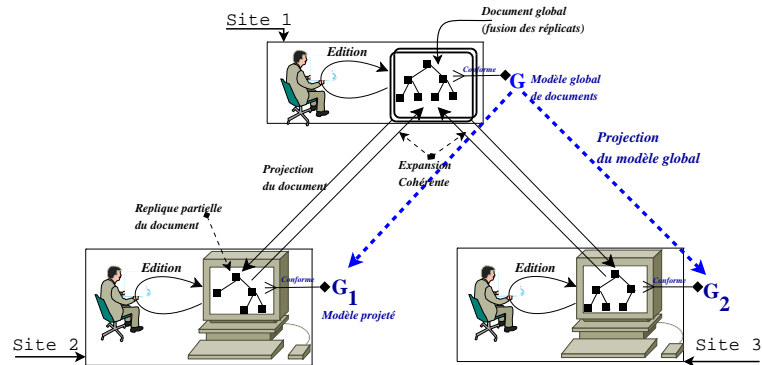 Site 1
Document global
(fusion des réplicats)
Edition
Conforme
G
Modèle global
de documents
Projection
du modèle global
Projection
du document
Expansion
Cohérente
Replique partielle
du document
Edition
Conforme
G1
Modèle projeté
Edition
Conforme
G2
Site 2
Site 3